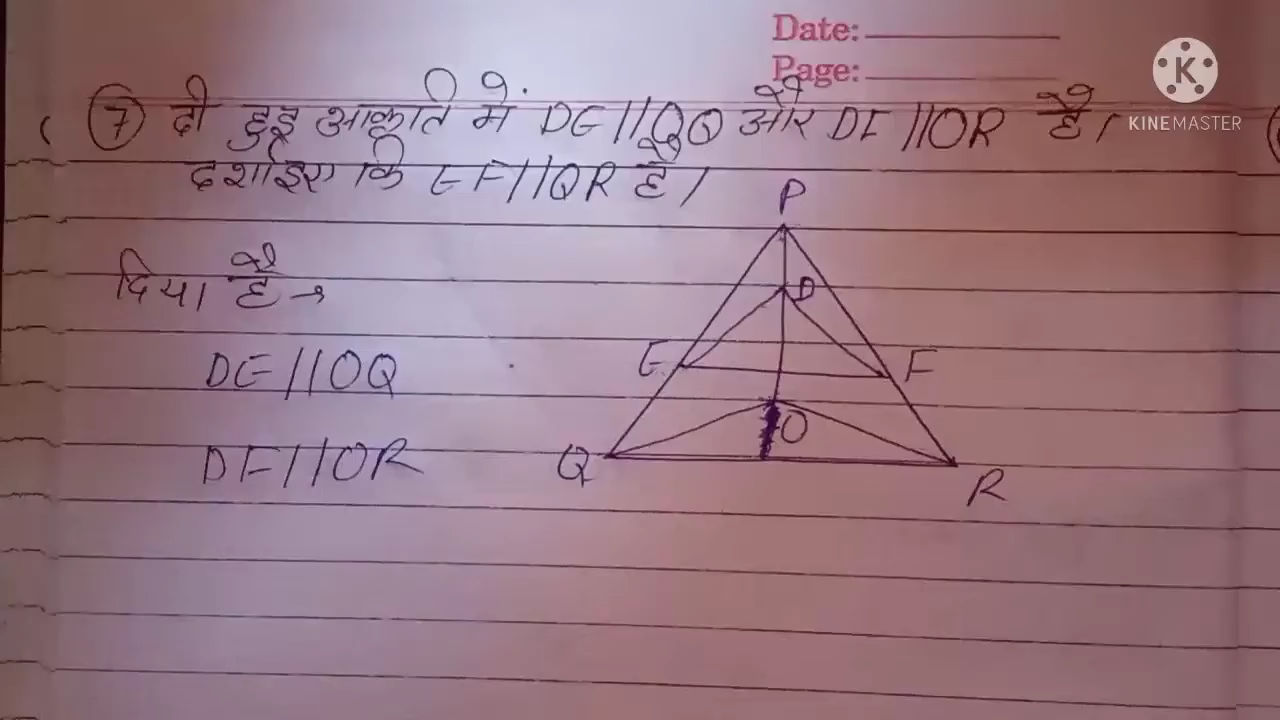 Date:
Page:
KINEMASTER
(7) दी हुइ आकृति में DE//OQ और DF//OR है।
दर्शाइए कि EF//QR है।
P
दिया है →
D
E F
DE//OQ
O
DF//OR
Q R